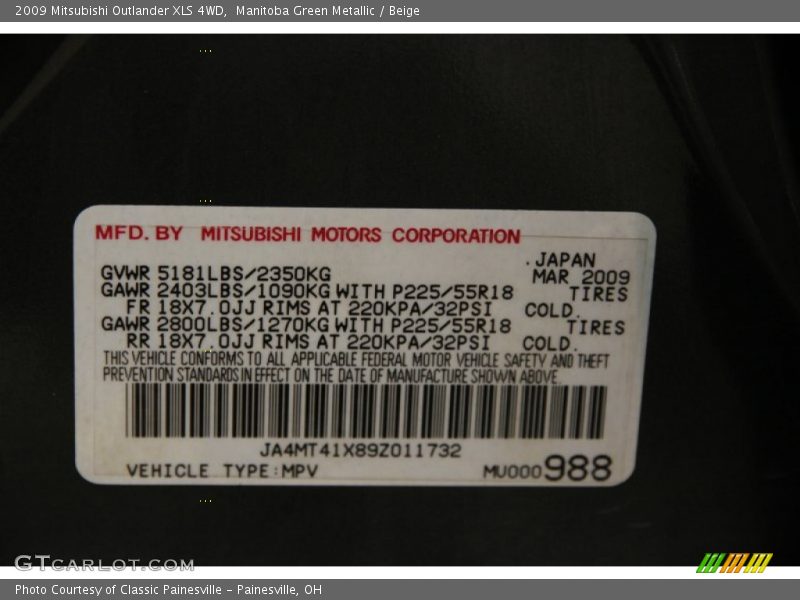 2009 Mitsubishi Outlander XLS 4WD,  Manitoba Green Metallic / Beige
MFD. BY MITSUBISHI MOTORS CORPORATION
.JAPAN
GVWR 5181LBS/2350KG MAR 2009
GAWR 2403LBS/1090KG WITH P225/55R18 TIRES
FR 18X7.0JJ RIMS AT 220KPA/32PSI COLD.
GAWR 2800LBS/1270KG WITH P225/55R18 TIRES
RR 18X7.0JJ RIMS AT 220KPA/32PSI COLD.
THIS VEHICLE CONFORMS TO ALL APPLICABLE FEDERAL MOTOR VEHICLE SAFETY AND THEFT
PREVENTION STANDARDS IN EFFECT ON THE DATE OF MANUFACTURE SHOWN ABOVE.
JA4MT41X89Z011732
VEHICLE TYPE:MPV MU000988
GTCARLOT.COM
Photo Courtesy of Classic Painesville - Painesville, OH